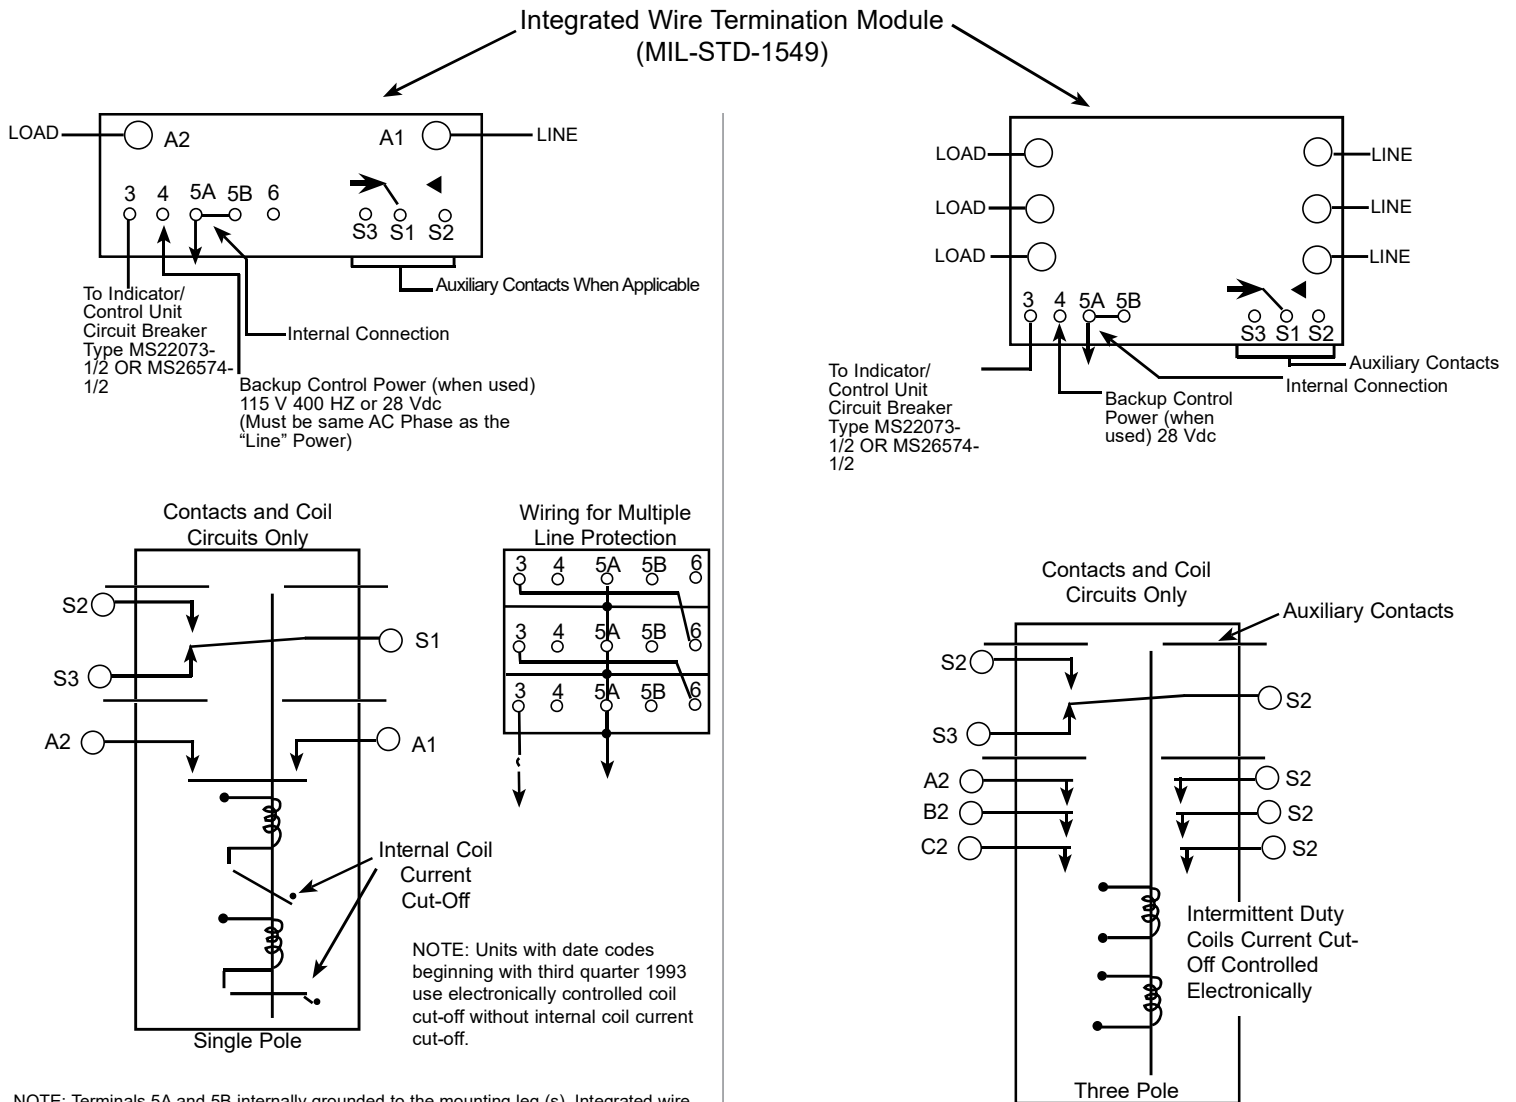 Integrated Wire Termination Module
(MIL-STD-1549)
LOAD
A2
A1
LINE
3
4
5A
5B
6
S3
S1
S2
To Indicator/
Control Unit
Circuit Breaker
Type MS22073-
1/2 OR MS26574-
1/2
Auxiliary Contacts When Applicable
Internal Connection
Backup Control Power (when used)
115 V 400 HZ or 28 Vdc
(Must be same AC Phase as the
“Line” Power)
LOAD
LINE
LOAD
LINE
LOAD
LINE
3
4
5A
5B
S3
S1
S2
To Indicator/
Control Unit
Circuit Breaker
Type MS22073-
1/2 OR MS26574-
1/2
Auxiliary Contacts
Internal Connection
Backup Control
Power (when
used) 28 Vdc
Contacts and Coil
Circuits Only
S2
S1
S3
A2
A1
Internal Coil
Current
Cut-Off
Single Pole
Wiring for Multiple
Line Protection
3
4
5A
5B
6
3
4
5A
5B
6
3
4
5A
5B
6
NOTE: Units with date codes
beginning with third quarter 1993
use electronically controlled coil
cut-off without internal coil current
cut-off.
Contacts and Coil
Circuits Only
Auxiliary Contacts
S2
S2
S3
A2
S2
B2
S2
C2
S2
Intermittent Duty
Coils Current Cut-
Off Controlled
Electronically
Three Pole
NOTE: Terminals 5A and 5B internally grounded to the mounting leg (s). Integrated wire